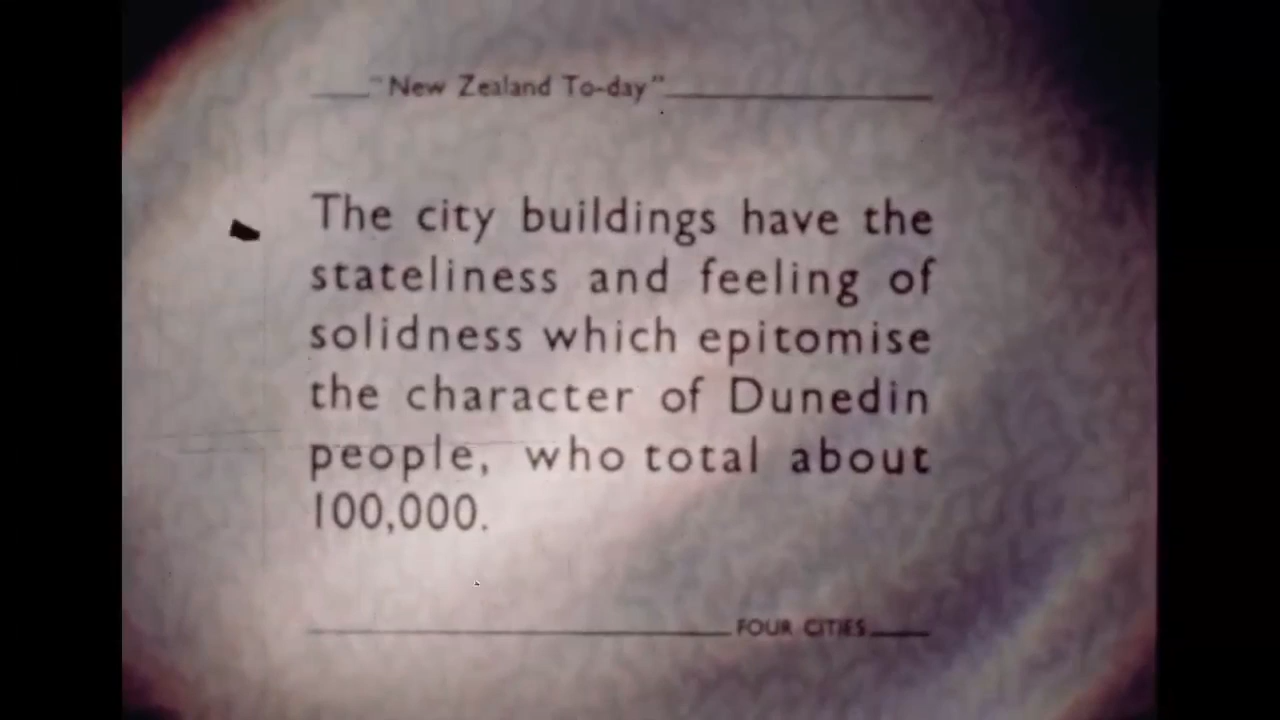 "New Zealand To-day"
The city buildings have the
stateliness and feeling of
solidness which epitomise
the character of Dunedin
people, who total about
100,000.
FOUR CITIES